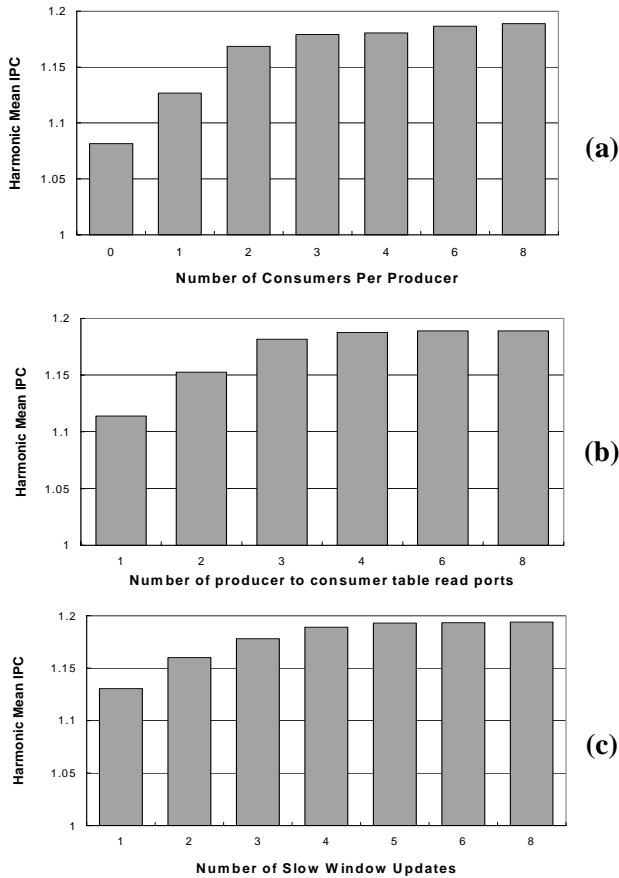 1.2
1.15
1.1
1.05
1
Harmonic Mean IPC
0 1 2 3 4 6 8
Number of Consumers Per Producer
(a)
1.2
1.15
1.1
1.05
1
Harmonic Mean IPC
1 2 3 4 6 8
Number of producer to consumer table read ports
(b)
1.2
1.15
1.1
1.05
1
Harmonic Mean IPC
1 2 3 4 5 6 8
Number of Slow Window Updates
(c)